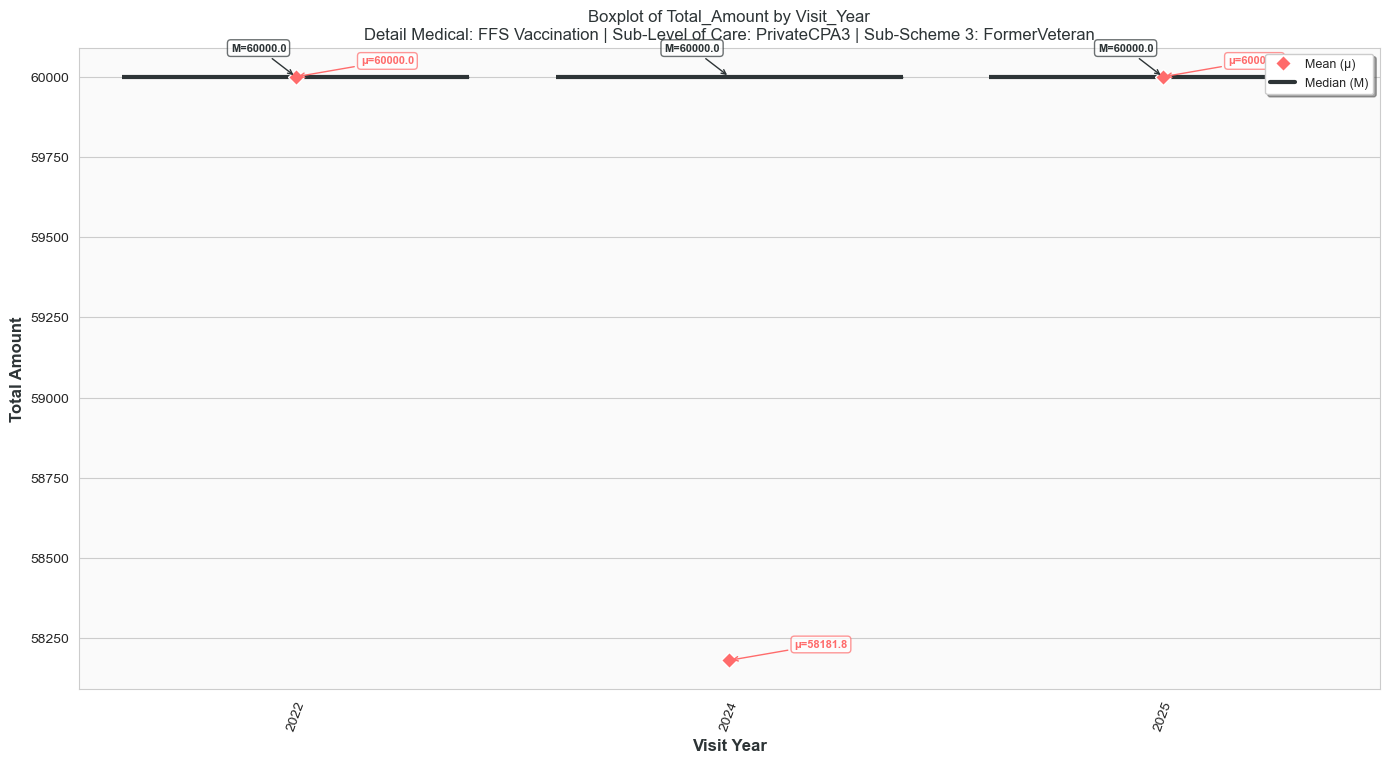 Boxplot of Total_Amount by Visit_Year
Detail Medical: FFS Vaccination | Sub-Level of Care: PrivateCPA3 | Sub-Scheme 3: FormerVeteran
M=60000.0
M=60000.0
M=60000.0
μ=60000.0
Mean (μ)
Median (M)
60000
59750
59500
59250
59000
58750
58500
58250
μ=58181.8
Total Amount
2022
2024
2025
Visit Year